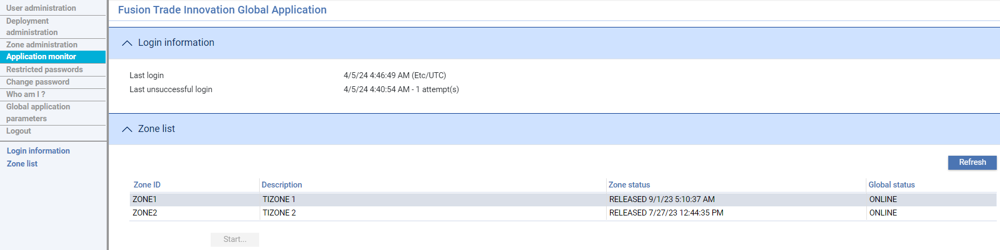 User administration
Deployment
administration
Zone administration
Application monitor
Restricted passwords
Change password
Who am I ?
Global application
parameters
Logout
Login information
Zone list
Fusion Trade Innovation Global Application
Login information
Last login 4/5/24 4:46:49 AM (Etc/UTC)
Last unsuccessful login 4/5/24 4:40:54 AM - 1 attempt(s)
Zone list
Refresh
Zone ID Description Zone status Global status
ZONE1 TIZONE 1 RELEASED 9/1/23 5:10:37 AM ONLINE
ZONE2 TIZONE 2 RELEASED 7/27/23 12:44:35 PM ONLINE
Start...